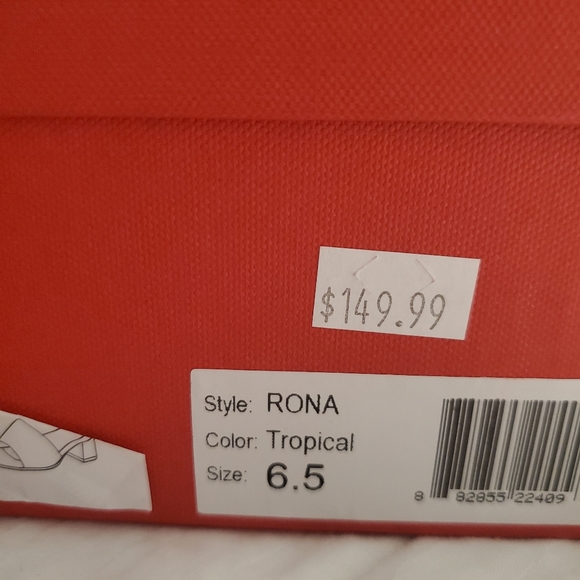 $149.99
Style: RONA
Color: Tropical
Size: 6.5
8 82855 22409